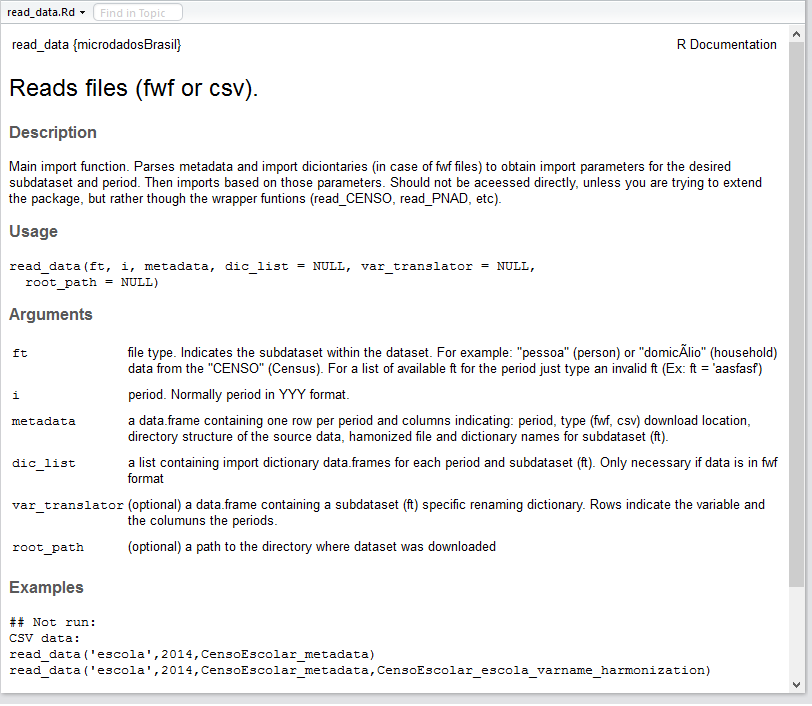 read_data.Rd
Find in Topic
read_data {microdadosBrasil}
R Documentation
Reads files (fwf or csv).
Description
Main import function. Parses metadata and import diciontaries (in case of fwf files) to obtain import parameters for the desired
subdataset and period. Then imports based on those parameters. Should not be aceessed directly, unless you are trying to extend
the package, but rather though the wrapper funtions (read_CENSO, read_PNAD, etc).
Usage
read_data(ft, i, metadata, dic_list = NULL, var_translator = NULL,
root_path = NULL)
Arguments
ft file type. Indicates the subdataset within the dataset. For example: "pessoa" (person) or "domicÃlio" (household)
data from the "CENSO" (Census). For a list of available ft for the period just type an invalid ft (Ex: ft = 'aasfasf')
i period. Normally period in YYY format.
metadata a data.frame containing one row per period and columns indicating: period, type (fwf, csv) download location,
directory structure of the source data, hamonized file and dictionary names for subdataset (ft).
dic_list a list containing import dictionary data.frames for each period and subdataset (ft). Only necessary if data is in fwf
format
var_translator (optional) a data.frame containing a subdataset (ft) specific renaming dictionary. Rows indicate the variable and
the columuns the periods.
root_path (optional) a path to the directory where dataset was downloaded
Examples
## Not run:
CSV data:
read_data('escola',2014,CensoEscolar_metadata)
read_data('escola',2014,CensoEscolar_metadata,CensoEscolar_escola_varname_harmonization)